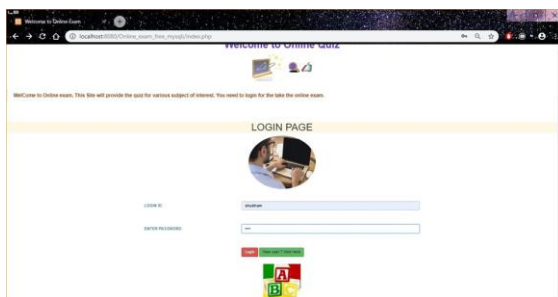 Welcome to Online Exam
localhost:8080/Online_exam_free_mysqli/index.php
Welcome to Online Quiz
WelCome to Online exam. This Site will provide the quiz for various subject of interest. You need to login for the take the online exam.
LOGIN PAGE
LOGIN ID
shubham
ENTER PASSWORD
Login
A
B C